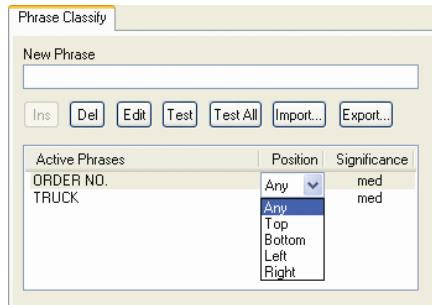 Phrase Classify
New Phrase
Ins Del Edit Test Test All Import... Export...
Active Phrases Position Significance
ORDER NO. Any med
TRUCK med
Any
Top
Bottom
Left
Right